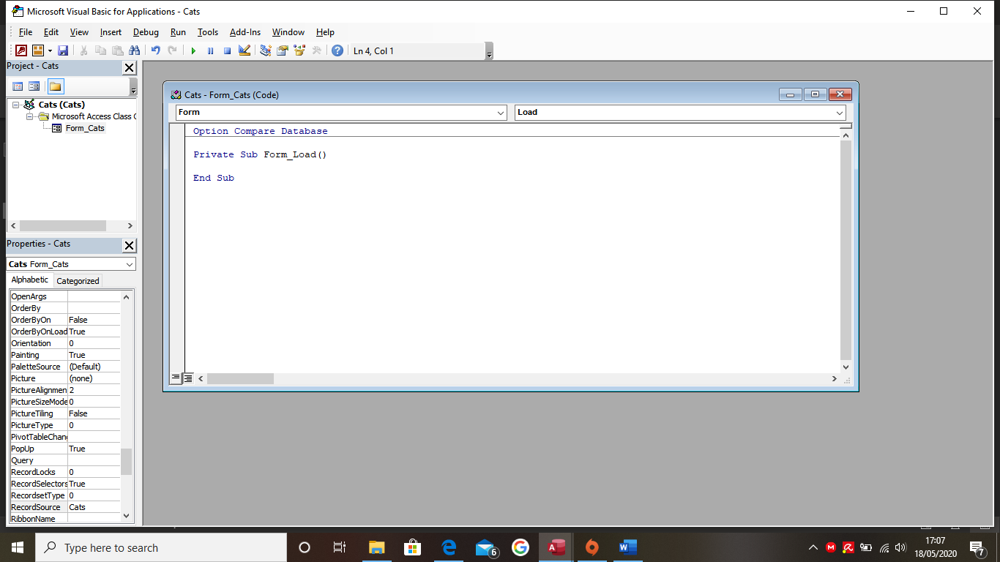 Microsoft Visual Basic for Applications - Cats
File Edit View Insert Debug Run Tools Add-Ins Window Help
Ln 4, Col 1
Project - Cats
Cats (Cats)
Microsoft Access Class O
Form_Cats
Properties - Cats
Cats Form_Cats
Alphabetic Categorized
OpenArgs
OrderBy
OrderByOn False
OrderByOnLoad True
Orientation 0
Painting True
PaletteSource (Default)
Picture (none)
PictureAlignmen 2
PictureSizeMode 0
PictureTiling False
PictureType 0
PivotTableChang
PopUp True
Query
RecordLocks 0
RecordSelectors True
RecordsetType 0
RecordSource Cats
RibbonName
Cats - Form_Cats (Code)
Form Load
Option Compare Database
Private Sub Form_Load()
End Sub
Type here to search
6
17:07
18/05/2020
7